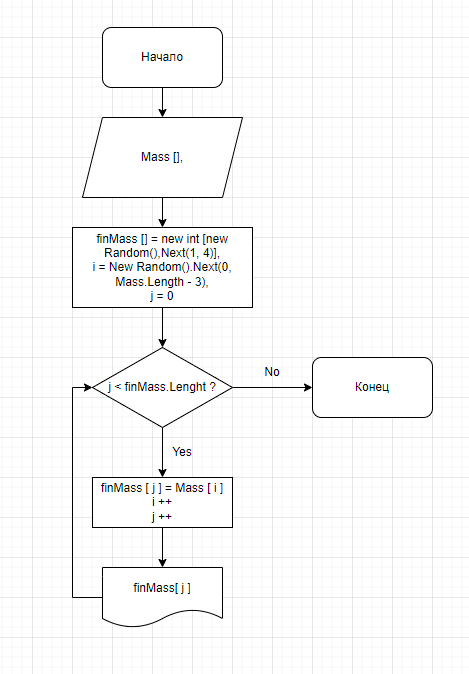 Начало
Mass [],
finMass [] = new int [new
Random(),Next(1, 4)],
i = New Random().Next(0,
Mass.Length - 3),
j = 0
j < finMass.Lenght ?
No
Конец
Yes
finMass [ j ] = Mass [ i ]
i ++
j ++
finMass[ j ]